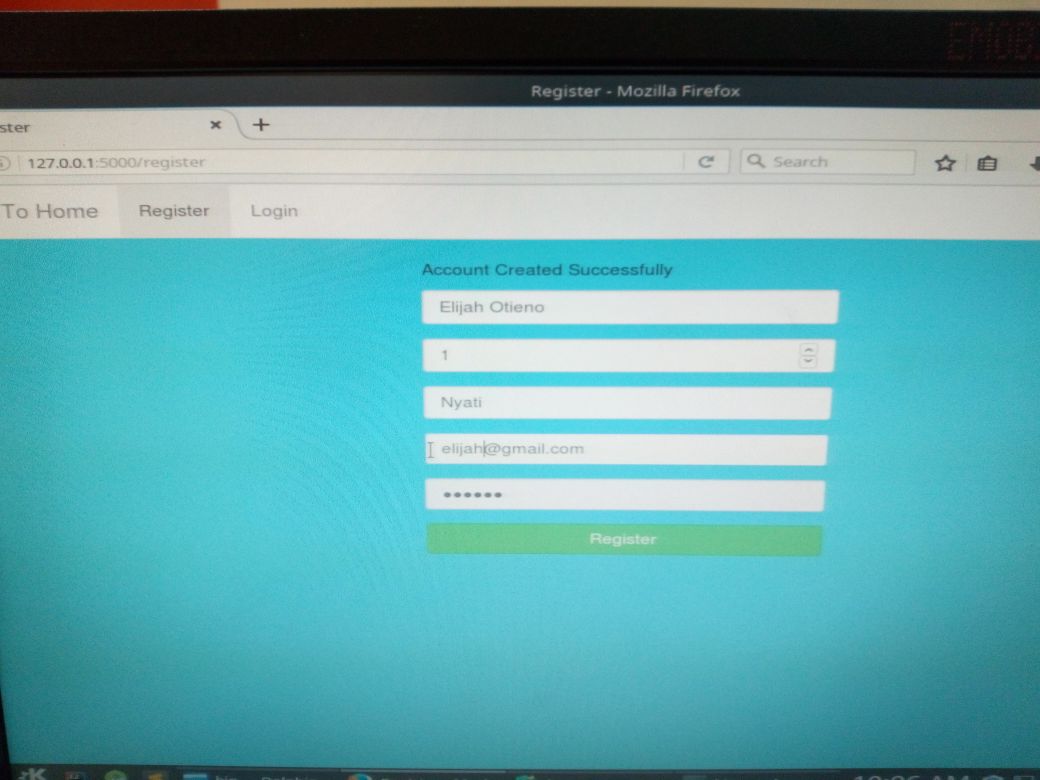 Register - Mozilla Firefox
ster
127.0.0.1:5000/register
Search
To Home Register Login
Account Created Successfully
Elijah Otieno
1
Nyati
elijah@gmail.com
••••••
Register